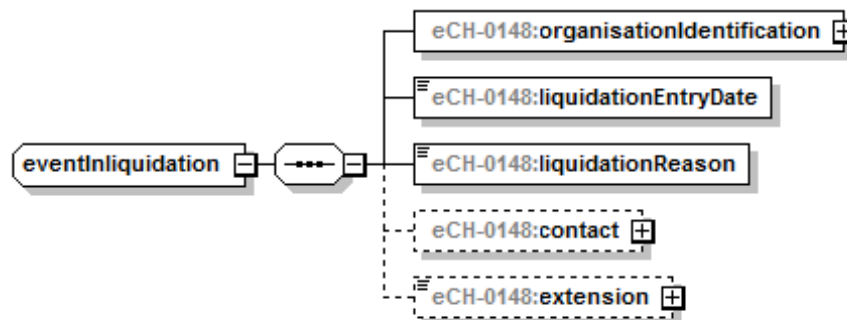 eCH-0148:organisationIdentification
eCH-0148:liquidationEntryDate
eventInliquidation
eCH-0148:liquidationReason
eCH-0148:contact
eCH-0148:extension